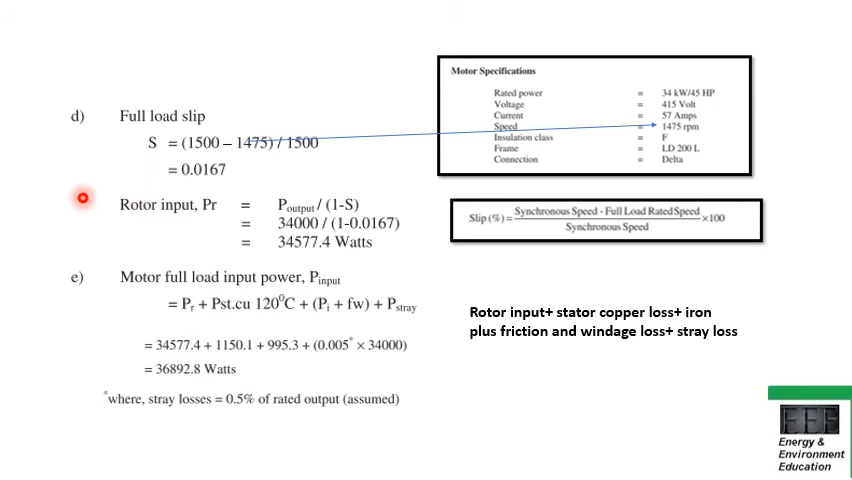 d) Full load slip
S = (1500 – 1475) / 1500
= 0.0167
Rotor input, Pr = Poutput / (1-S)
= 34000 / (1-0.0167)
= 34577.4 Watts
e) Motor full load input power, Pinput
= Pr + Pst.cu 120⁰C + (Pi + fw) + Pstray
= 34577.4 + 1150.1 + 995.3 + (0.005* × 34000)
= 36892.8 Watts
*where, stray losses = 0.5% of rated output (assumed)
Motor Specifications
Rated power = 34 kW/45 HP
Voltage = 415 Volt
Current = 57 Amps
Speed = 1475 rpm
Insulation class = F
Frame = LD 200 L
Connection = Delta
Slip (%) = Synchronous Speed - Full Load Rated Speed ×100
Synchronous Speed
Rotor input+ stator copper loss+ iron
plus friction and windage loss+ stray loss
EEE
Energy &
Environment
Education